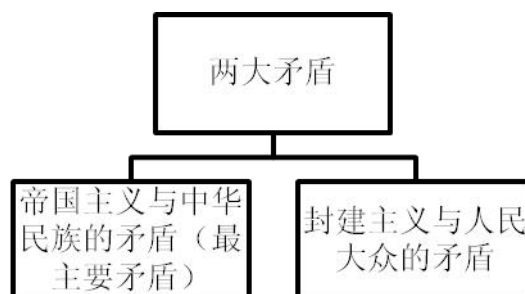 两大矛盾
帝国主义与中华
民族的矛盾（最
主要矛盾）
封建主义与人民
大众的矛盾